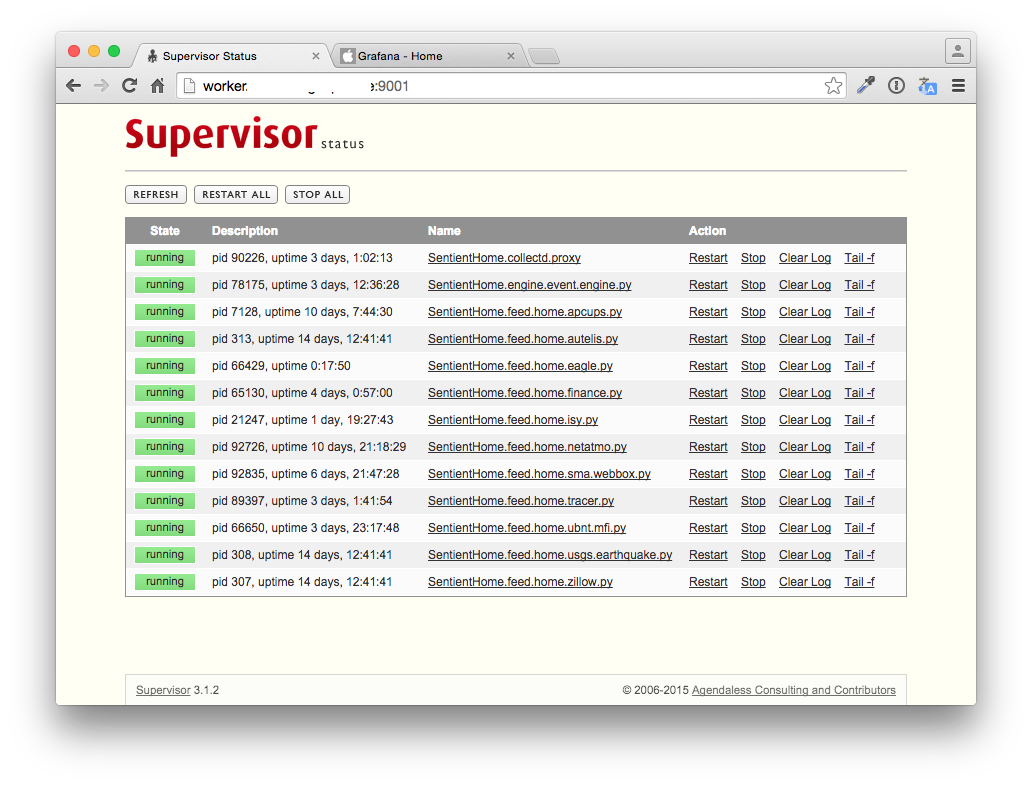 Supervisor Status
Grafana - Home
worker. :9001
Supervisor status
REFRESH RESTART ALL STOP ALL
State Description Name Action
running pid 90226, uptime 3 days, 1:02:13 SentientHome.collectd.proxy Restart Stop Clear Log Tail -f
running pid 78175, uptime 3 days, 12:36:28 SentientHome.engine.event.engine.py Restart Stop Clear Log Tail -f
running pid 7128, uptime 10 days, 7:44:30 SentientHome.feed.home.apcups.py Restart Stop Clear Log Tail -f
running pid 313, uptime 14 days, 12:41:41 SentientHome.feed.home.autelis.py Restart Stop Clear Log Tail -f
running pid 66429, uptime 0:17:50 SentientHome.feed.home.eagle.py Restart Stop Clear Log Tail -f
running pid 65130, uptime 4 days, 0:57:00 SentientHome.feed.home.finance.py Restart Stop Clear Log Tail -f
running pid 21247, uptime 1 day, 19:27:43 SentientHome.feed.home.isy.py Restart Stop Clear Log Tail -f
running pid 92726, uptime 10 days, 21:18:29 SentientHome.feed.home.netatmo.py Restart Stop Clear Log Tail -f
running pid 92835, uptime 6 days, 21:47:28 SentientHome.feed.home.sma.webbox.py Restart Stop Clear Log Tail -f
running pid 89397, uptime 3 days, 1:41:54 SentientHome.feed.home.tracer.py Restart Stop Clear Log Tail -f
running pid 66650, uptime 3 days, 23:17:48 SentientHome.feed.home.ubnt.mfi.py Restart Stop Clear Log Tail -f
running pid 308, uptime 14 days, 12:41:41 SentientHome.feed.home.usgs.earthquake.py Restart Stop Clear Log Tail -f
running pid 307, uptime 14 days, 12:41:41 SentientHome.feed.home.zillow.py Restart Stop Clear Log Tail -f
Supervisor 3.1.2
© 2006-2015 Agendaless Consulting and Contributors